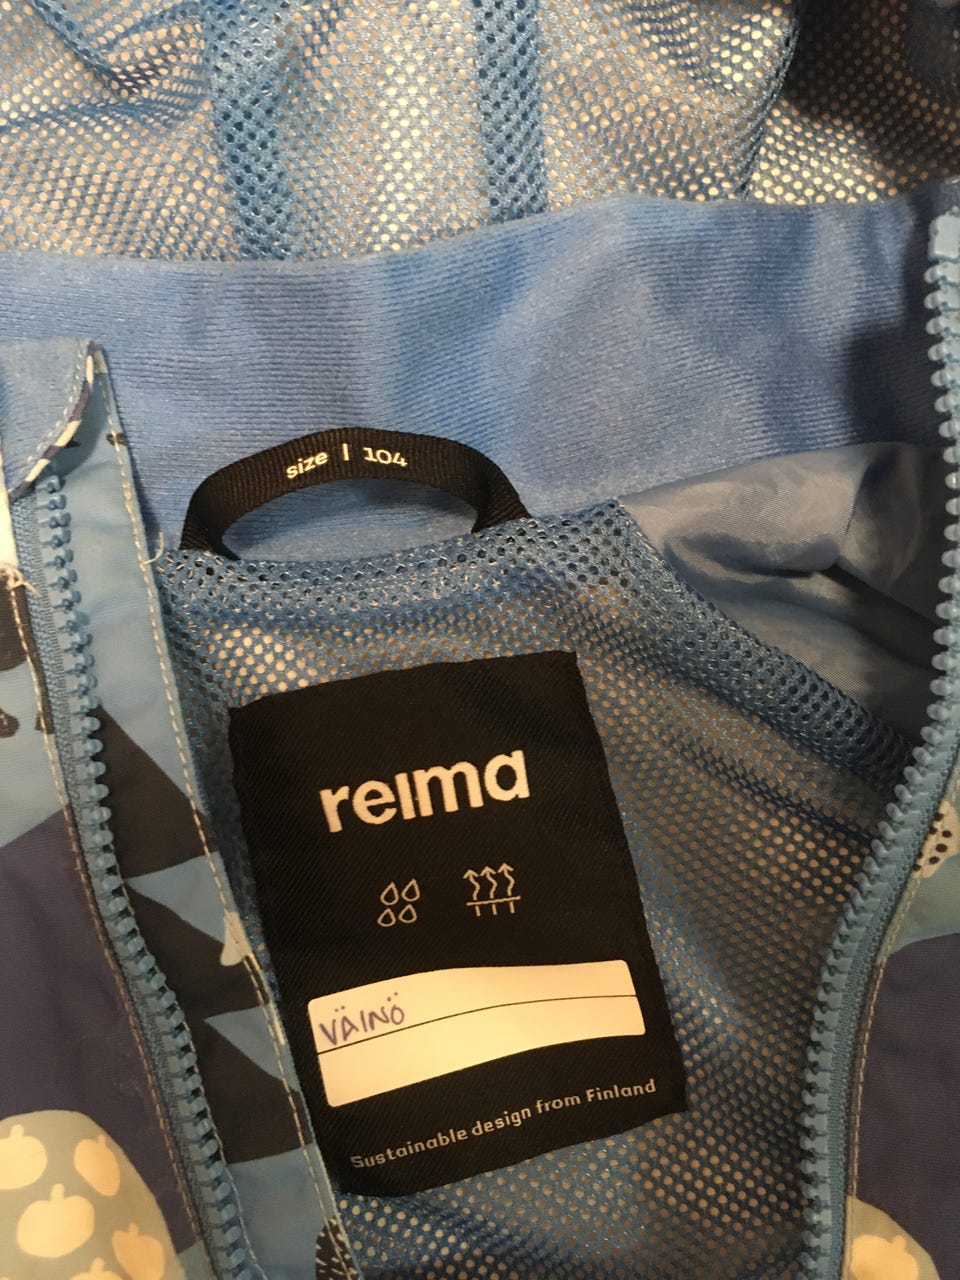 size | 104
reima
VÄINÖ
Sustainable design from Finland